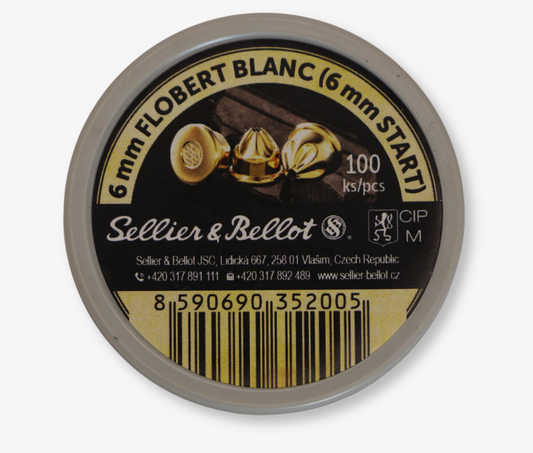 6 mm FLOBERT BLANC (6 mm START)
100
ks/pcs
Sellier & Bellot S&B ®
CIP
M
Sellier & Bellot JSC, Lidická 667, 258 01 Vlašim, Czech Republic
+420 317 891 111 +420 317 892 489 www.sellier-bellot.cz
8 590690 352005